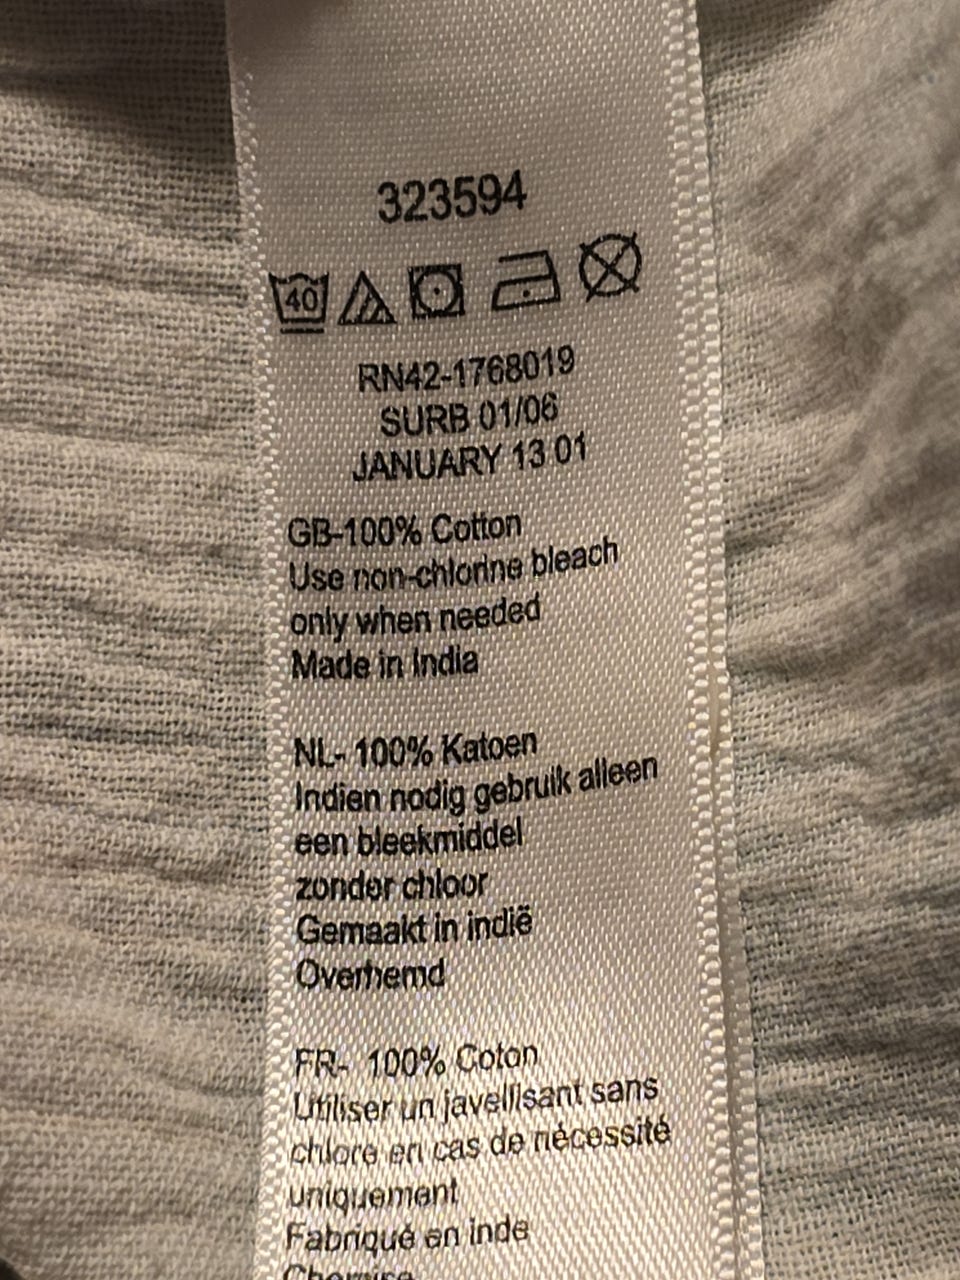 323594
40
RN42-1768019
SURB 01/06
JANUARY 13 01
GB-100% Cotton
Use non-chlorine bleach
only when needed
Made in India
NL- 100% Katoen
Indien nodig gebruik alleen
een bleekmiddel
zonder chloor
Gemaakt in indië
Overhemd
FR- 100% Coton
Utiliser un javellisant sans
chlore en cas de nécessité
uniquement
Fabriqué en inde
Chemise